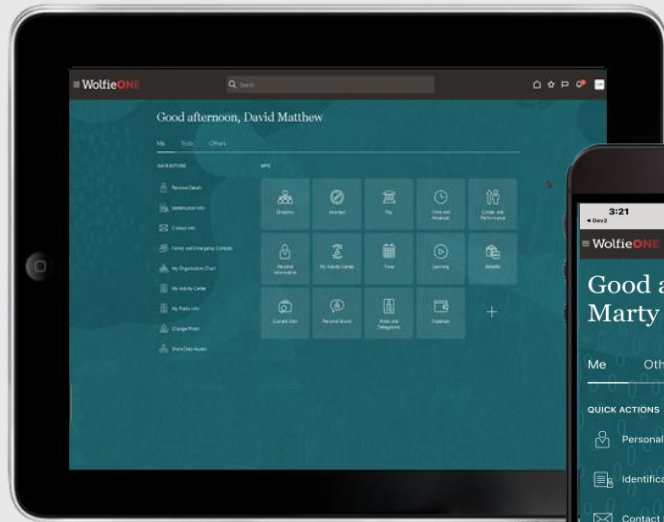 ≡ WolfieONE
Search
Good afternoon, David Matthew
Me Tools Others
QUICK ACTIONS
APPS
Personal Details
Identification Info
Contact Info
Family and Emergency Contacts
My Organization Chart
My Activity Center
My Public Info
Change Photo
Share Data Access
Directory
Journeys
Pay
Time and Absences
Career and Performance
Personal Information
My Activity Center
Time
Learning
Benefits
Current Jobs
Personal Brand
Roles and Delegations
Expenses
+
3:21
◂ Dev2
≡ WolfieONE
Good a
Marty
Me Oth
QUICK ACTIONS
Personal
Identifica
Contact